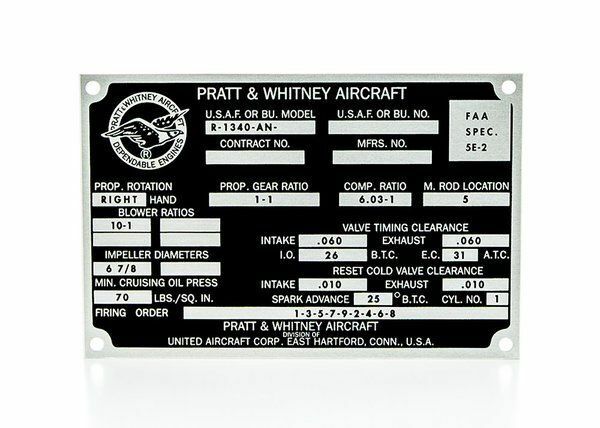 PRATT & WHITNEY AIRCRAFT
PRATT & WHITNEY AIRCRAFT
DEPENDABLE ENGINES
®
U.S.A.F. OR BU. MODEL U.S.A.F. OR BU. NO.
R-1340-AN-
CONTRACT NO. MFRS. NO.
FAA
SPEC.
5E-2
PROP. ROTATION PROP. GEAR RATIO COMP. RATIO M. ROD LOCATION
RIGHT HAND 1-1 6.03-1 5
BLOWER RATIOS
10-1
VALVE TIMING CLEARANCE
INTAKE .060 EXHAUST .060
IMPELLER DIAMETERS I.O. 26 B.T.C. E.C. 31 A.T.C.
6 7/8 RESET COLD VALVE CLEARANCE
MIN. CRUISING OIL PRESS INTAKE .010 EXHAUST .010
70 LBS./SQ. IN. SPARK ADVANCE 25 ° B.T.C. CYL. NO. 1
FIRING ORDER 1-3-5-7-9-2-4-6-8
PRATT & WHITNEY AIRCRAFT
DIVISION OF
UNITED AIRCRAFT CORP. EAST HARTFORD, CONN., U.S.A.